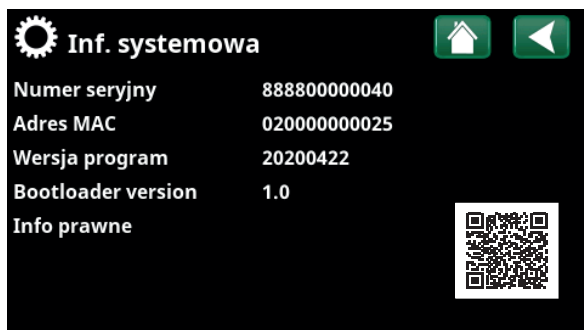 Inf. systemowa
Numer seryjny 888800000040
Adres MAC 020000000025
Wersja program 20200422
Bootloader version 1.0
Info prawne